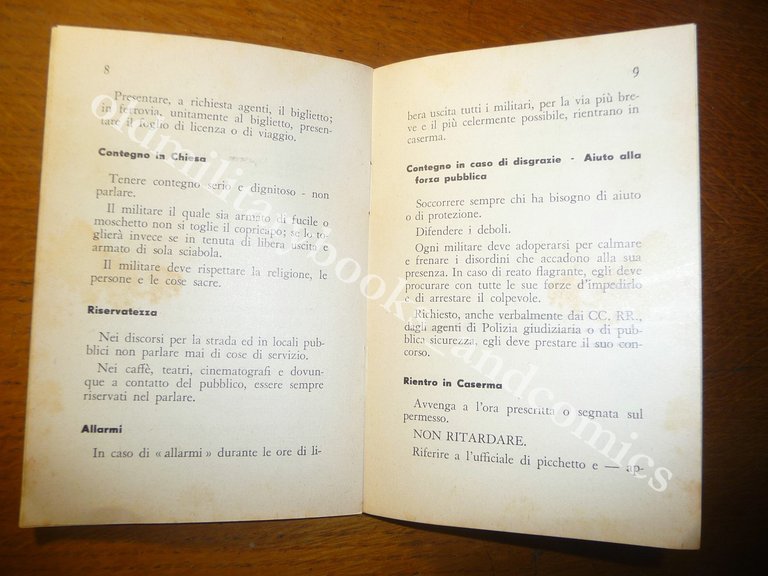 8
Presentare, a richiesta agenti, il biglietto;
in ferrovia, unitamente al biglietto, presen-
tate il foglio di licenza o di viaggio.
Contegno in Chiesa
Tenere contegno serio e dignitoso - non
parlare.
Il militare il quale sia armato di fucile o
moschetto non si toglie il copricapo; se lo to-
glierà invece se in tenuta di libera uscita e
armato di sola sciabola.
Il militare deve rispettare la religione, le
persone e le cose sacre.
Riservatezza
Nei discorsi per la strada ed in locali pub-
blici non parlare mai di cose di servizio.
Nei caffè, teatri, cinematografi e dovun-
que a contatto del pubblico, essere sempre
riservati nel parlare.
Allarmi
In caso di « allarmi » durante le ore di li-
9
bera uscita tutti i militari, per la via più bre-
ve e il più celermente possibile, rientrano in
caserma.
Contegno in caso di disgrazie - Aiuto alla
forza pubblica
Soccorrere sempre chi ha bisogno di aiuto
o di protezione.
Difendere i deboli.
Ogni militare deve adoperarsi per calmare
e frenare i disordini che accadono alla sua
presenza. In caso di reato flagrante, egli deve
procurare con tutte le sue forze d'impedirlo
e di arrestare il colpevole.
Richiesto, anche verbalmente dai CC. RR.,
dagli agenti di Polizia giudiziaria o di pub-
blica sicurezza, egli deve prestare il suo con-
corso.
Rientro in Caserma
Avvenga a l'ora prescritta o segnata sul
permesso.
NON RITARDARE.
Riferire a l'ufficiale di picchetto e — ap-
oldmilitary_books_andcomics